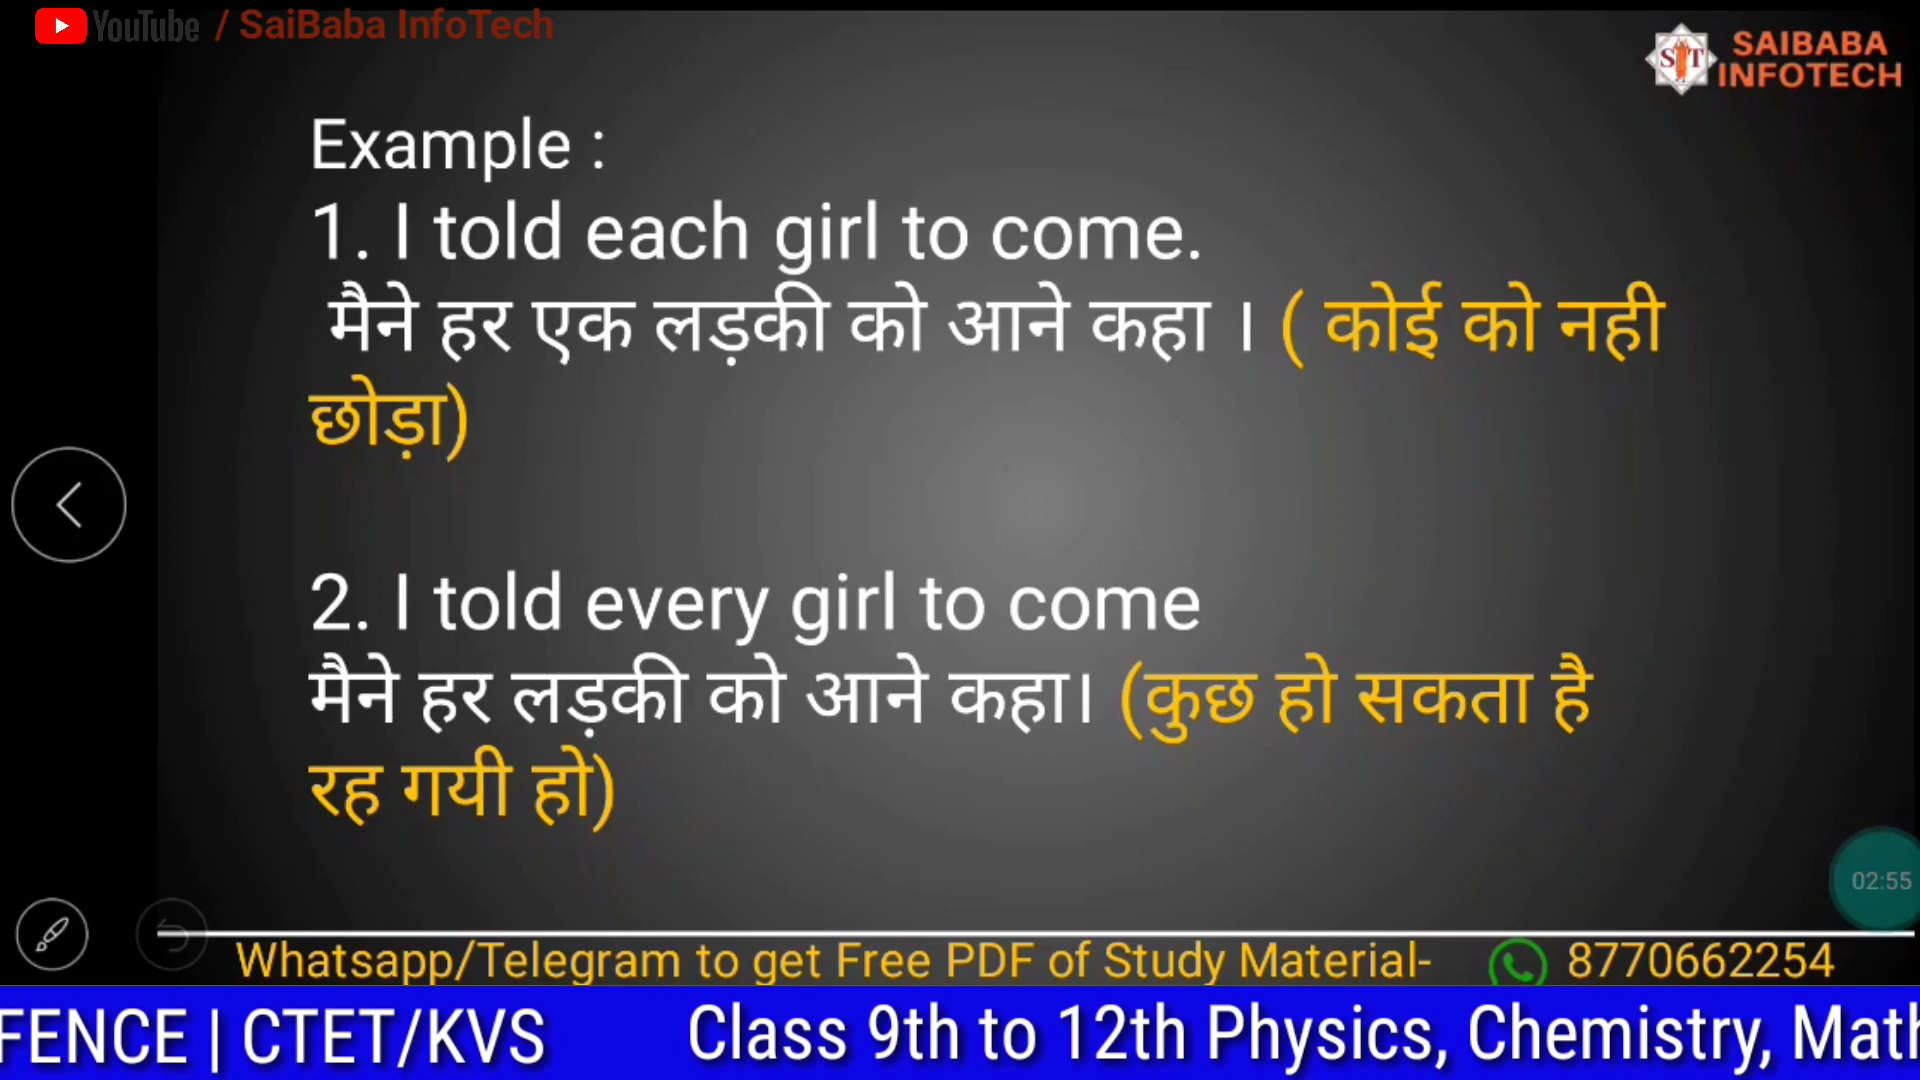 YouTube / SaiBaba InfoTech
SAIBABA
INFOTECH
SIT
Example :
1. I told each girl to come.
मैने हर एक लड़की को आने कहा । ( कोई को नही
छोड़ा)
2. I told every girl to come
मैने हर लड़की को आने कहा। (कुछ हो सकता है
रह गयी हो)
02:55
Whatsapp/Telegram to get Free PDF of Study Material- 8770662254
FENCE | CTET/KVS Class 9th to 12th Physics, Chemistry, Math